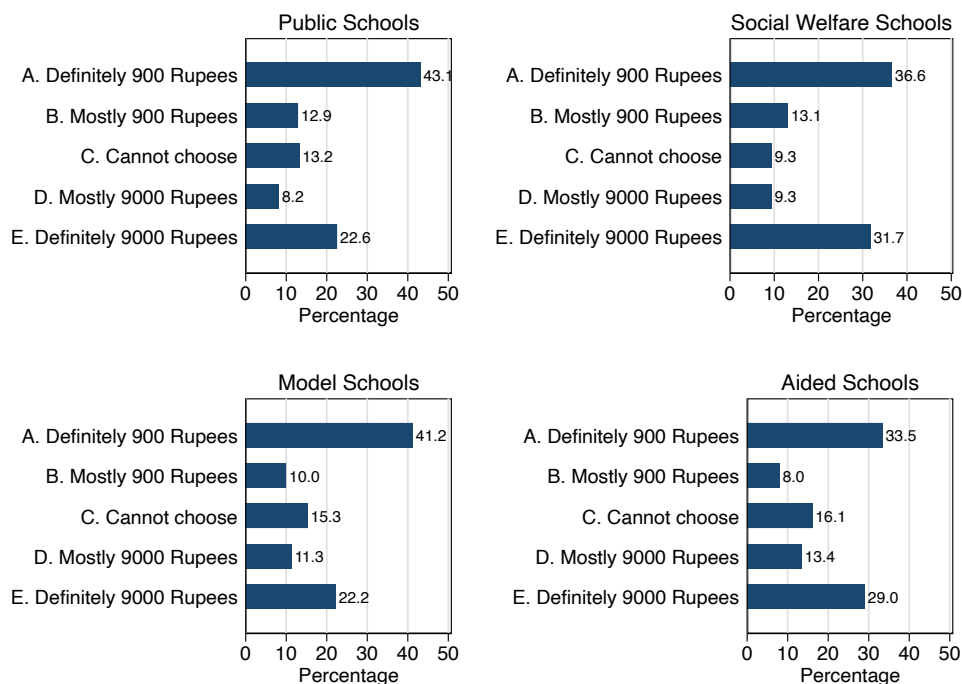 Public Schools
A. Definitely 900 Rupees 43.1
B. Mostly 900 Rupees 12.9
C. Cannot choose 13.2
D. Mostly 9000 Rupees 8.2
E. Definitely 9000 Rupees 22.6
0 10 20 30 40 50
Percentage
Social Welfare Schools
A. Definitely 900 Rupees 36.6
B. Mostly 900 Rupees 13.1
C. Cannot choose 9.3
D. Mostly 9000 Rupees 9.3
E. Definitely 9000 Rupees 31.7
0 10 20 30 40 50
Percentage
Model Schools
A. Definitely 900 Rupees 41.2
B. Mostly 900 Rupees 10.0
C. Cannot choose 15.3
D. Mostly 9000 Rupees 11.3
E. Definitely 9000 Rupees 22.2
0 10 20 30 40 50
Percentage
Aided Schools
A. Definitely 900 Rupees 33.5
B. Mostly 900 Rupees 8.0
C. Cannot choose 16.1
D. Mostly 9000 Rupees 13.4
E. Definitely 9000 Rupees 29.0
0 10 20 30 40 50
Percentage